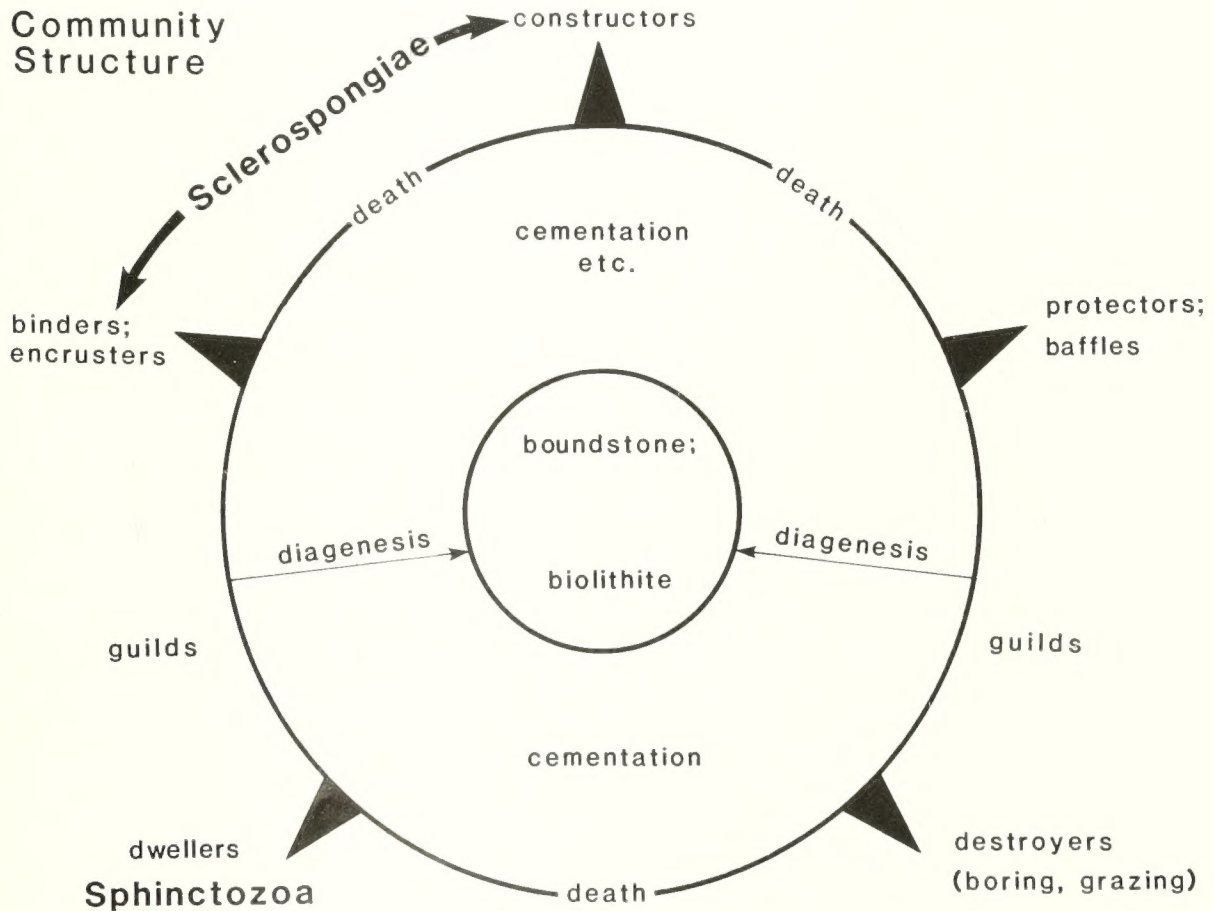 Community
Structure
constructors
Sclerospongiae
death
death
cementation
etc.
binders;
encrusters
protectors;
baffles
boundstone;
diagenesis
diagenesis
biolithite
guilds
guilds
cementation
dwellers
Sphinctozoa
destroyers
(boring, grazing)
death